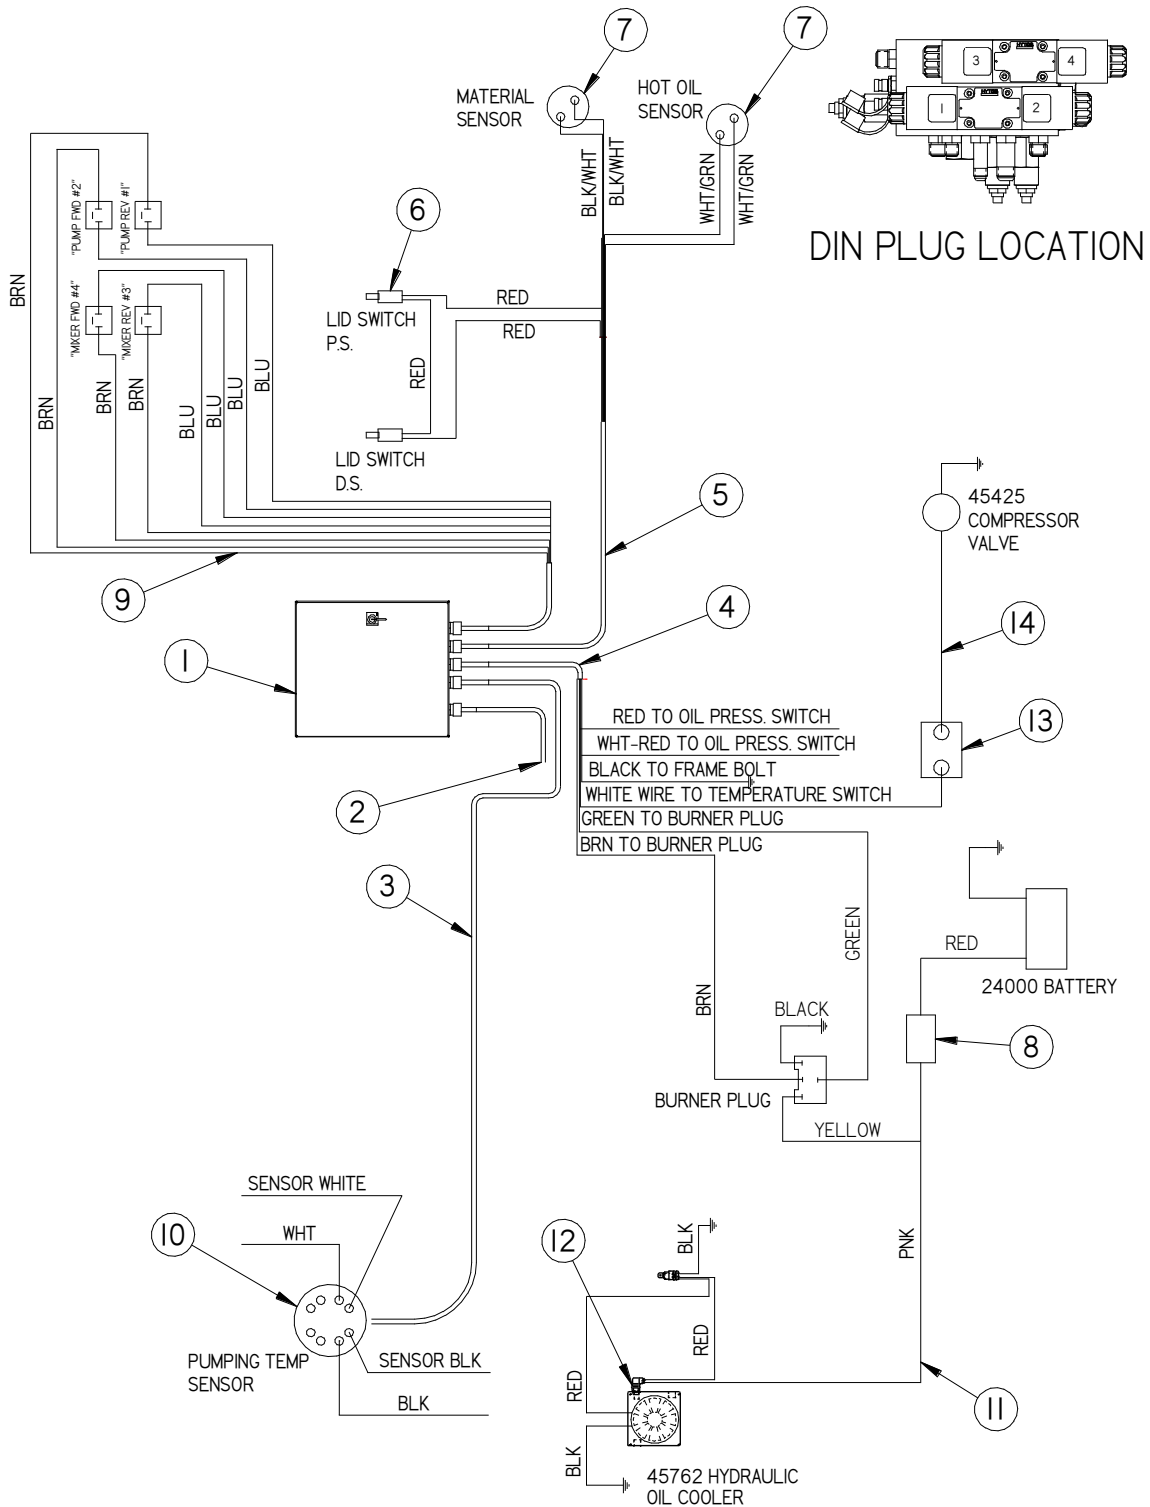 7
7
MATERIAL
SENSOR
HOT OIL
SENSOR
3
4
1
2
BLK/WHT
BLK/WHT
WHT/GRN
WHT/GRN
DIN PLUG LOCATION
"PUMP FWD #2"
"PUMP REV #1"
"MIXER FWD #4"
"MIXER REV #3"
6
RED
LID SWITCH
P.S.
RED
RED
LID SWITCH
D.S.
BRN
BRN
BRN
BRN
BLU
BLU
BLU
BLU
5
45425
COMPRESSOR
VALVE
9
4
14
1
RED TO OIL PRESS. SWITCH
13
WHT-RED TO OIL PRESS. SWITCH
BLACK TO FRAME BOLT
WHITE WIRE TO TEMPERATURE SWITCH
2
GREEN TO BURNER PLUG
BRN TO BURNER PLUG
3
GREEN
RED
24000 BATTERY
BRN
BLACK
8
BURNER PLUG
YELLOW
SENSOR WHITE
WHT
10
12
BLK
PNK
PUMPING TEMP
SENSOR
SENSOR BLK
BLK
RED
RED
11
BLK
45762 HYDRAULIC
OIL COOLER